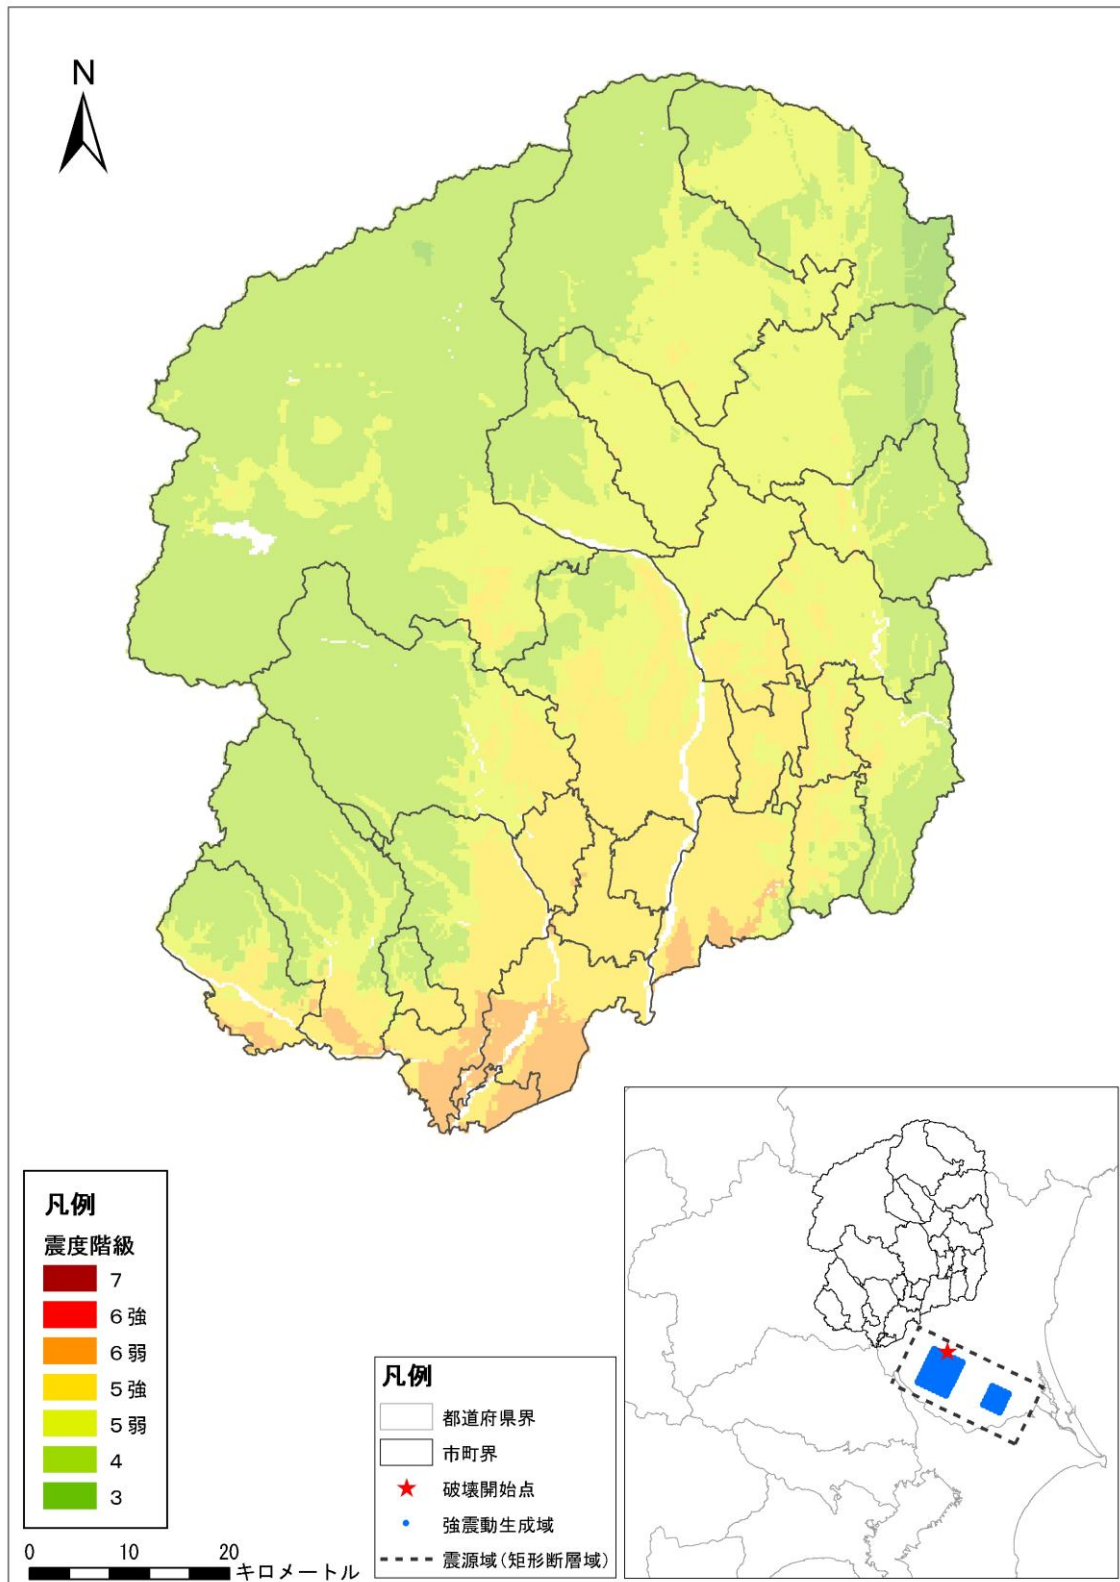 N
凡例
震度階級
7
6強
6弱
5強
5弱
4
3
0 10 20
キロメートル
凡例
都道府県界
市町界
破壊開始点
強震動生成域
震源域(矩形断層域)